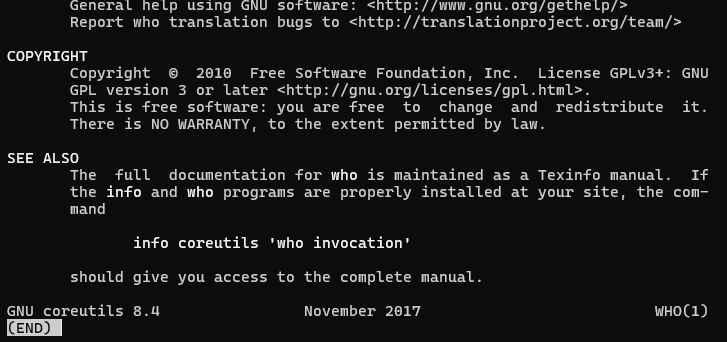 General help using GNU software: <http://www.gnu.org/gethelp/>
Report who translation bugs to <http://translationproject.org/team/>
COPYRIGHT
Copyright © 2010 Free Software Foundation, Inc. License GPLv3+: GNU
GPL version 3 or later <http://gnu.org/licenses/gpl.html>.
This is free software: you are free to change and redistribute it.
There is NO WARRANTY, to the extent permitted by law.
SEE ALSO
The full documentation for who is maintained as a Texinfo manual. If
the info and who programs are properly installed at your site, the com-
mand
info coreutils 'who invocation'
should give you access to the complete manual.
GNU coreutils 8.4 November 2017 WHO(1)
(END)